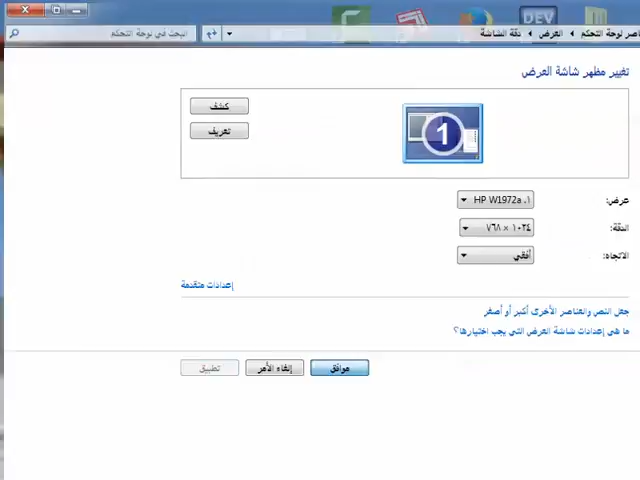 DEV
لوحة التحكم ◂ العرض ◂ دقة الشاشة
البحث في لوحة التحكم
تغيير مظهر شاشة العرض
1
كشف
تعريف
عرض:
١. HP W1972a
الدقة:
١٠٢٤ × ٧٦٨
الاتجاه:
أفقي
إعدادات متقدمة
جعل النص والعناصر الأخرى أكبر أو أصغر
ما هي إعدادات شاشة العرض التي يجب اختيارها؟
موافق
إلغاء الأمر
تطبيق